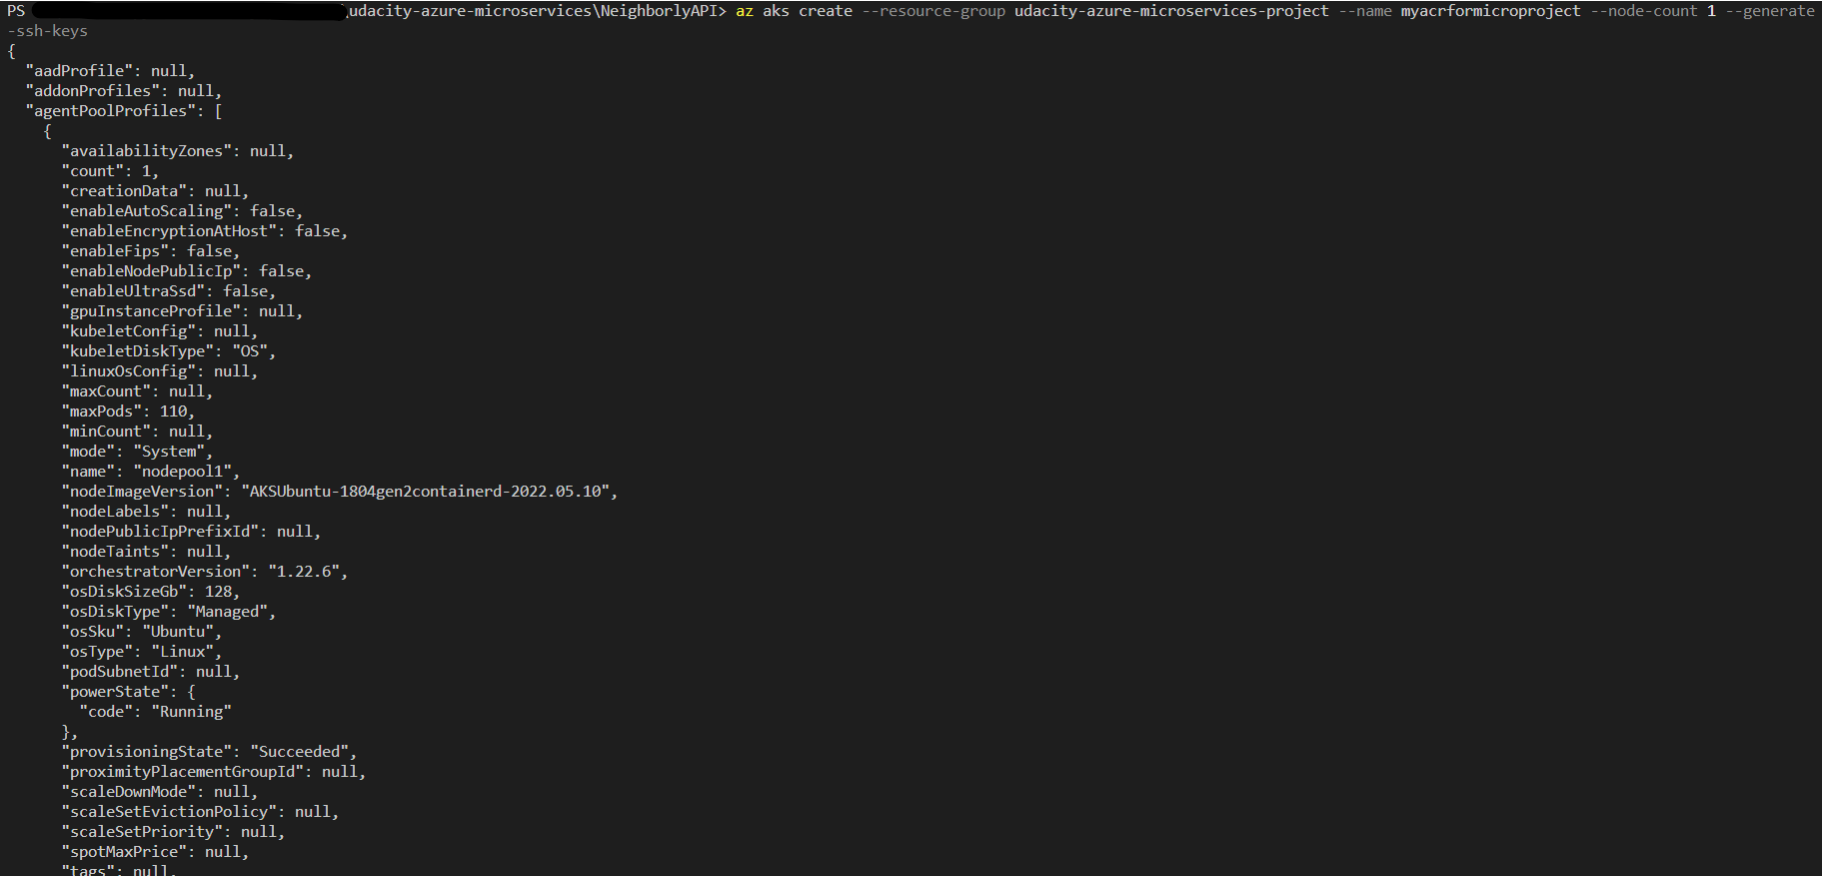 PS \udacity-azure-microservices\NeighborlyAPI> az aks create --resource-group udacity-azure-microservices-project --name myacrformicroproject --node-count 1 --generate
-ssh-keys
{
  "aadProfile": null,
  "addonProfiles": null,
  "agentPoolProfiles": [
    {
      "availabilityZones": null,
      "count": 1,
      "creationData": null,
      "enableAutoScaling": false,
      "enableEncryptionAtHost": false,
      "enableFips": false,
      "enableNodePublicIp": false,
      "enableUltraSsd": false,
      "gpuInstanceProfile": null,
      "kubeletConfig": null,
      "kubeletDiskType": "OS",
      "linuxOsConfig": null,
      "maxCount": null,
      "maxPods": 110,
      "minCount": null,
      "mode": "System",
      "name": "nodepool1",
      "nodeImageVersion": "AKSUbuntu-1804gen2containerd-2022.05.10",
      "nodeLabels": null,
      "nodePublicIpPrefixId": null,
      "nodeTaints": null,
      "orchestratorVersion": "1.22.6",
      "osDiskSizeGb": 128,
      "osDiskType": "Managed",
      "osSku": "Ubuntu",
      "osType": "Linux",
      "podSubnetId": null,
      "powerState": {
        "code": "Running"
      },
      "provisioningState": "Succeeded",
      "proximityPlacementGroupId": null,
      "scaleDownMode": null,
      "scaleSetEvictionPolicy": null,
      "scaleSetPriority": null,
      "spotMaxPrice": null,
      "tags": null,